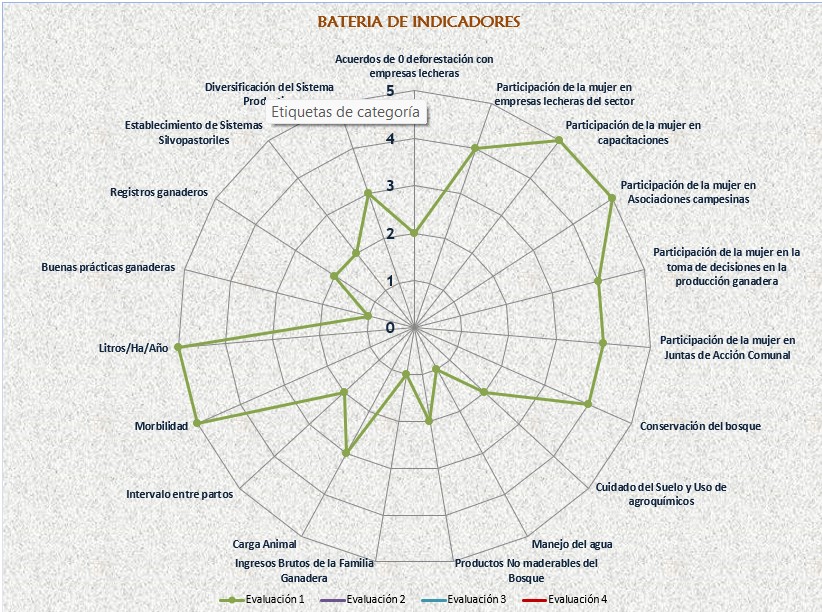 BATERIA DE INDICADORES
Acuerdos de 0 deforestación con
empresas lecheras
Participación de la mujer en
empresas lecheras del sector
Participación de la mujer en
capacitaciones
Participación de la mujer en
Asociaciones campesinas
Participación de la mujer en la
toma de decisiones en la
producción ganadera
Participación de la mujer en
Juntas de Acción Comunal
Conservación del bosque
Cuidado del Suelo y Uso de
agroquímicos
Manejo del agua
Productos No maderables del
Bosque
Ingresos Brutos de la Familia
Ganadera
Carga Animal
Intervalo entre partos
Morbilidad
Litros/Ha/Año
Buenas prácticas ganaderas
Registros ganaderos
Establecimiento de Sistemas
Silvopastoriles
Diversificación del Sistema
Etiquetas de categoría
5
4
3
2
1
0
Evaluación 1 Evaluación 2 Evaluación 3 Evaluación 4